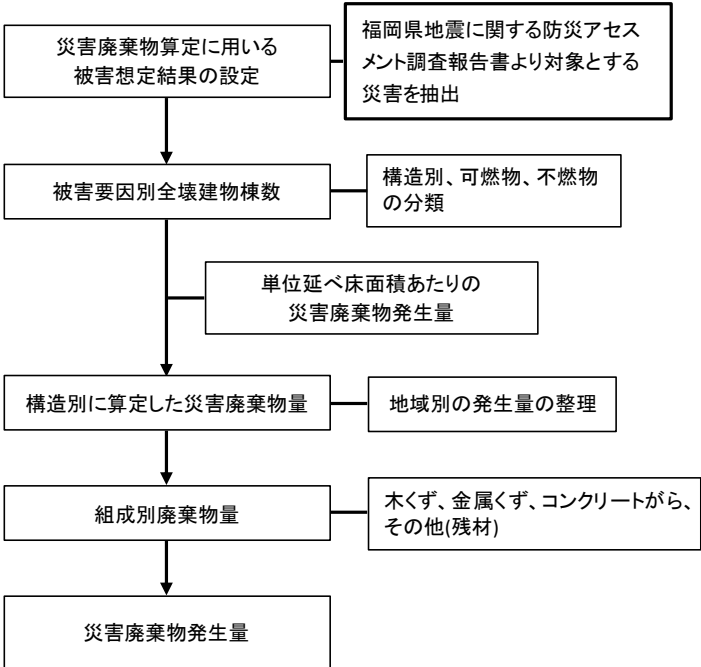 災害廃棄物算定に用いる
被害想定結果の設定
福岡県地震に関する防災アセス
メント調査報告書より対象とする
災害を抽出
被害要因別全壊建物棟数
構造別、可燃物、不燃物
の分類
単位延べ床面積あたりの
災害廃棄物発生量
構造別に算定した災害廃棄物量
地域別の発生量の整理
組成別廃棄物量
木くず、金属くず、コンクリートがら、
その他(残材)
災害廃棄物発生量